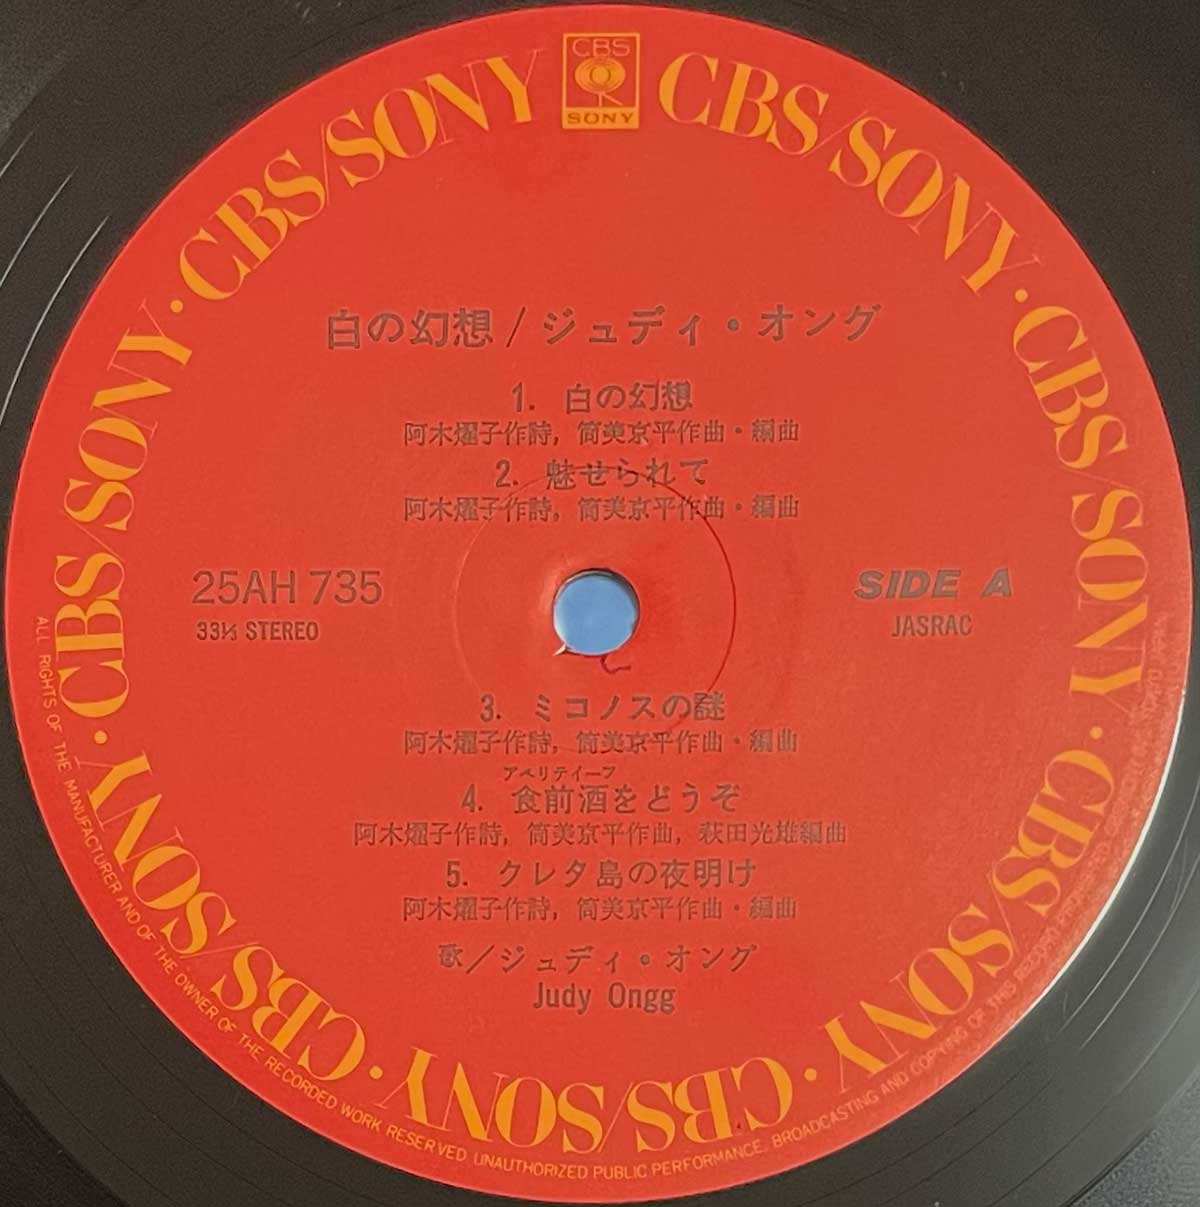 CBS
SONY
CBS/SONY · CBS/SONY · CBS/SONY · CBS/SONY · CBS/SONY · CBS/SONY · CBS/SONY · CBS/SONY
白の幻想/ジュディ・オング
1. 白の幻想
阿木燿子作詩, 筒美京平作曲・編曲
2. 魅せられて
阿木燿子作詩, 筒美京平作曲・編曲
25AH 735
33⅓ STEREO
SIDE A
JASRAC
3. ミコノスの謎
阿木燿子作詩, 筒美京平作曲・編曲
アペリティーフ
4. 食前酒をどうぞ
阿木燿子作詩, 筒美京平作曲, 萩田光雄編曲
5. クレタ島の夜明け
阿木燿子作詩, 筒美京平作曲・編曲
歌/ジュディ・オング
Judy Ongg
ALL RIGHTS OF THE MANUFACTURER AND OF THE OWNER OF THE RECORDED WORK RESERVED. UNAUTHORIZED PUBLIC PERFORMANCE, BROADCASTING AND COPYING OF THIS RECORD PROHIBITED.